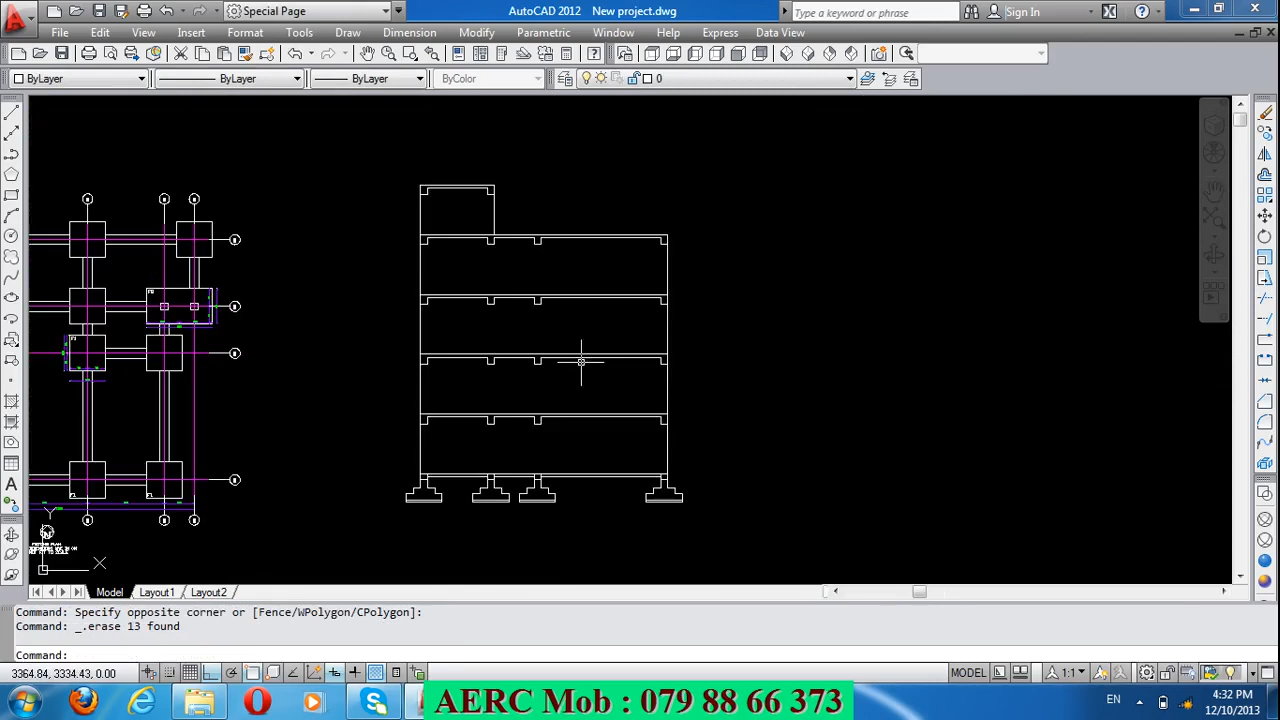 Special Page
AutoCAD 2012 New project.dwg
Type a keyword or phrase
Sign In
File Edit View Insert Format Tools Draw Dimension Modify Parametric Window Help Express Data View
ByLayer
ByLayer
ByLayer
ByColor
0
Model Layout1 Layout2
Command: Specify opposite corner or [Fence/WPolygon/CPolygon]:
Command: _.erase 13 found
Command:
3364.84, 3334.43, 0.00
MODEL
1:1
AERC Mob : 079 88 66 373
EN
4:32 PM
12/10/2013